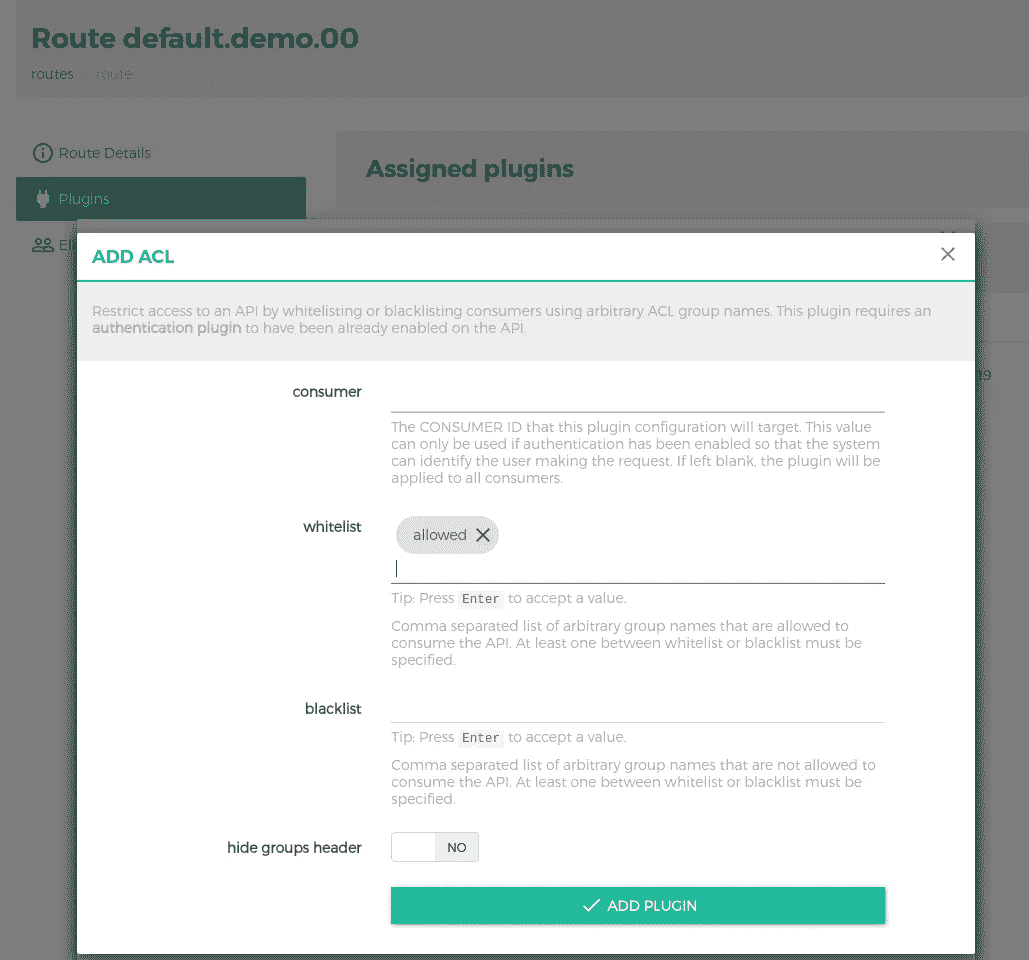 Route default.demo.00
routes route
Route Details
Assigned plugins
Plugins
ADD ACL
Restrict access to an API by whitelisting or blacklisting consumers using arbitrary ACL group names. This plugin requires an
authentication plugin to have been already enabled on the API.
consumer
The CONSUMER ID that this plugin configuration will target. This value
can only be used if authentication has been enabled so that the system
can identify the user making the request. If left blank, the plugin will be
applied to all consumers.
whitelist
allowed
Tip: Press Enter to accept a value.
Comma separated list of arbitrary group names that are allowed to
consume the API. At least one between whitelist or blacklist must be
specified.
blacklist
Tip: Press Enter to accept a value.
Comma separated list of arbitrary group names that are not allowed to
consume the API. At least one between whitelist or blacklist must be
specified.
hide groups header
NO
ADD PLUGIN